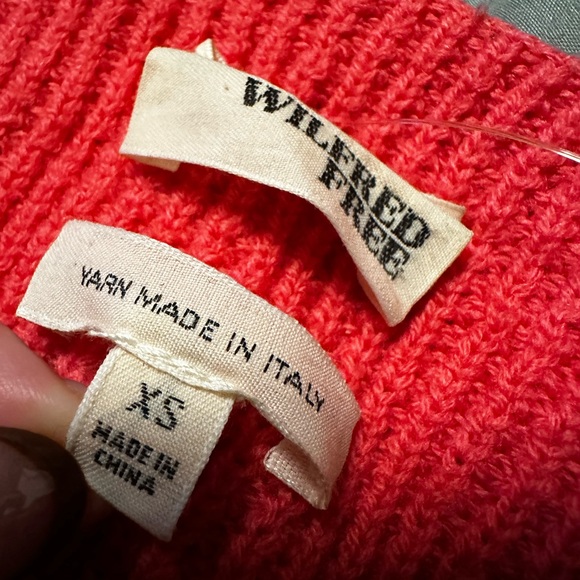 WILFRED
FREE
YARN MADE IN ITALY
XS
MADE IN
CHINA